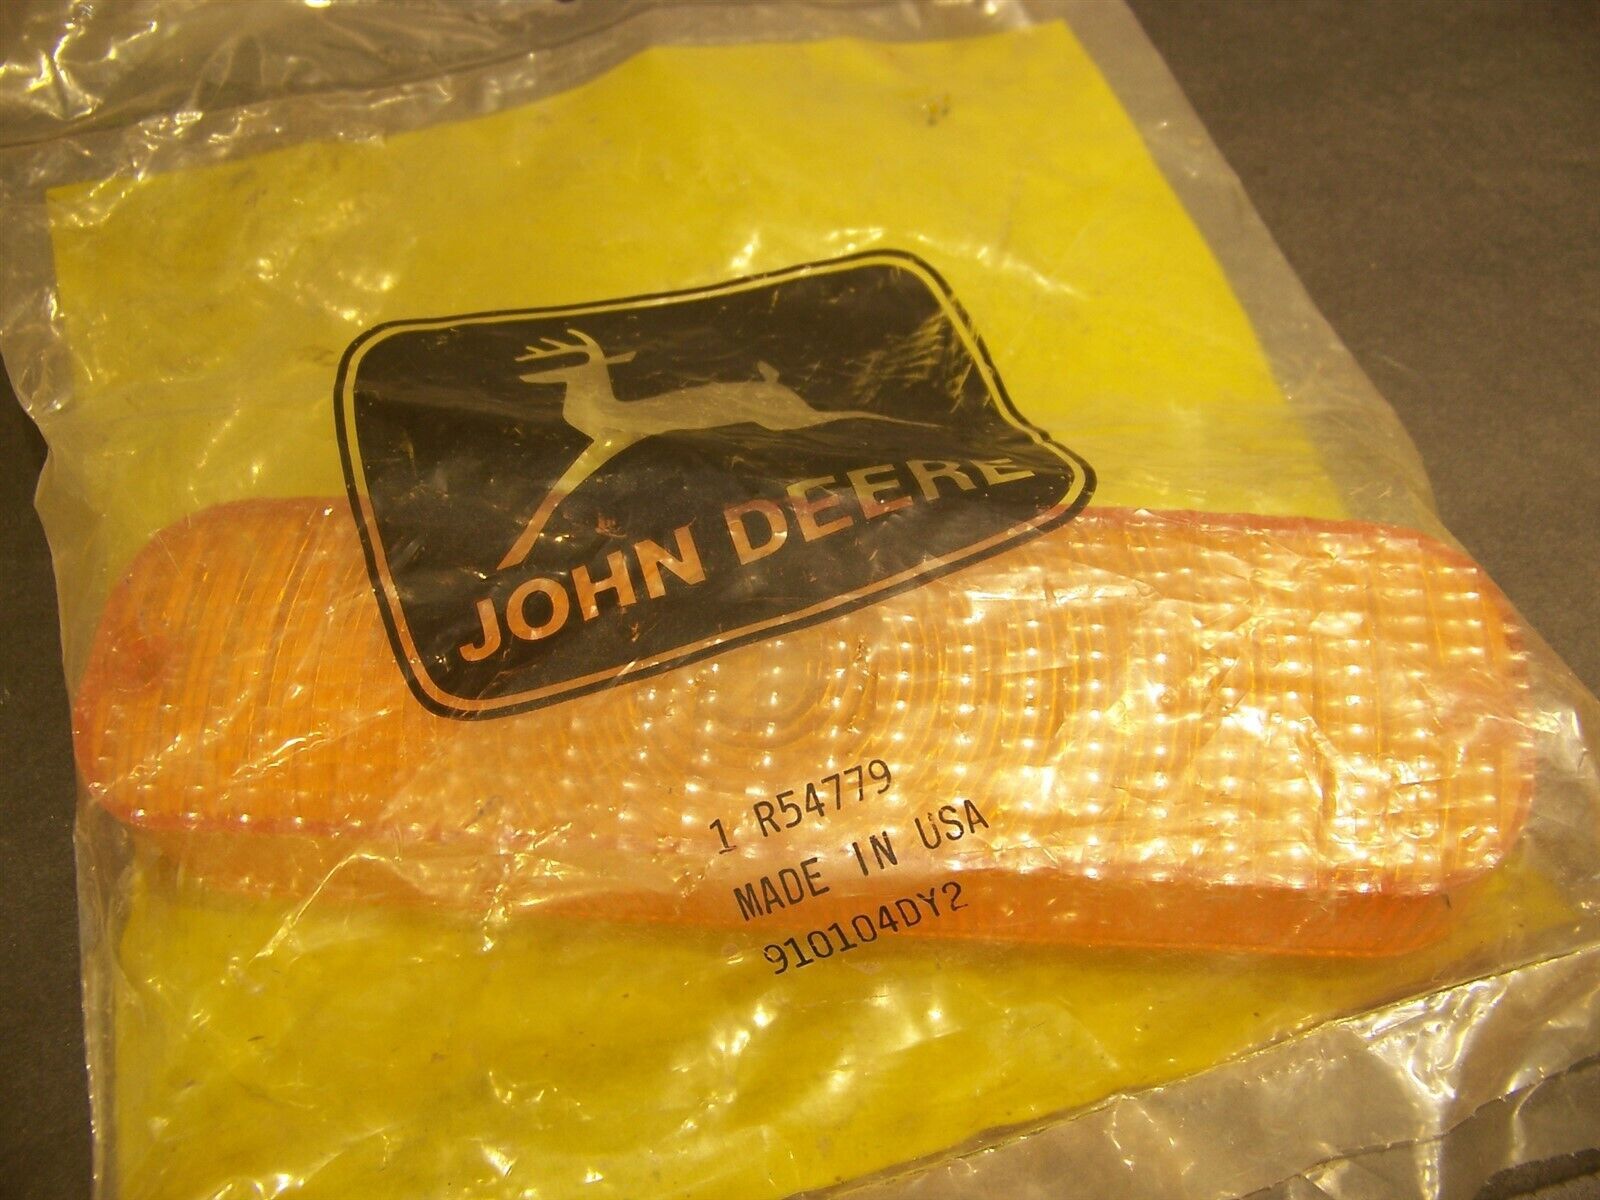 JOHN DEERE
1 R54779
MADE IN USA
910104DY2